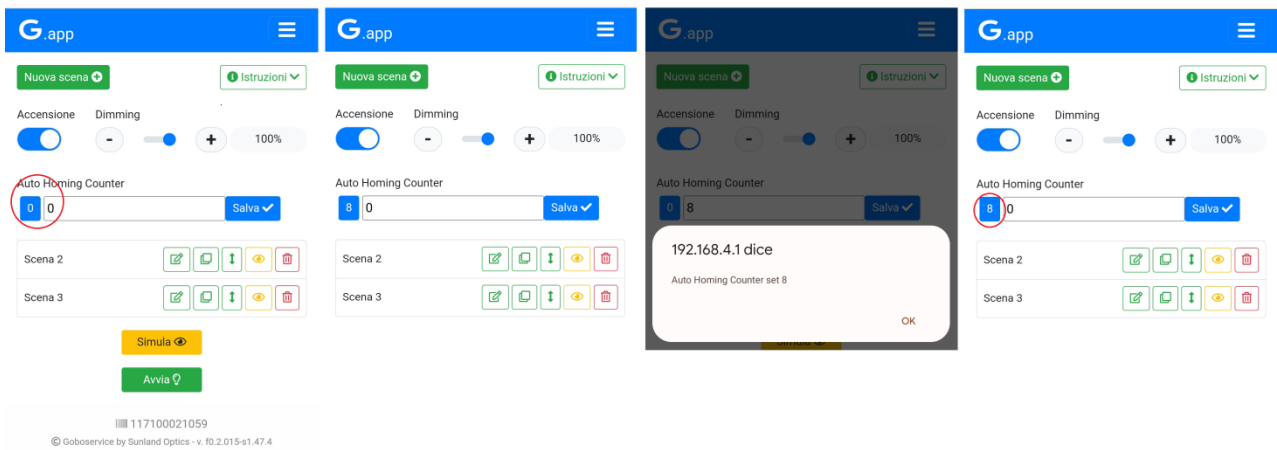 G.app
Nuova scena
Istruzioni
Accensione Dimming
- + 100%
Auto Homing Counter
0 0 Salva
Scena 2
Scena 3
Simula
Avvia
117100021059
© Goboservice by Sunland Optics - v. f0.2.015-s1.47.4
G.app
Nuova scena
Istruzioni
Accensione Dimming
- + 100%
Auto Homing Counter
8 0 Salva
Scena 2
Scena 3
G.app
Nuova scena
Istruzioni
Accensione Dimming
- + 100%
Auto Homing Counter
0 8 Salva
192.168.4.1 dice
Auto Homing Counter set 8
OK
Simula
G.app
Nuova scena
Istruzioni
Accensione Dimming
- + 100%
Auto Homing Counter
8 0 Salva
Scena 2
Scena 3